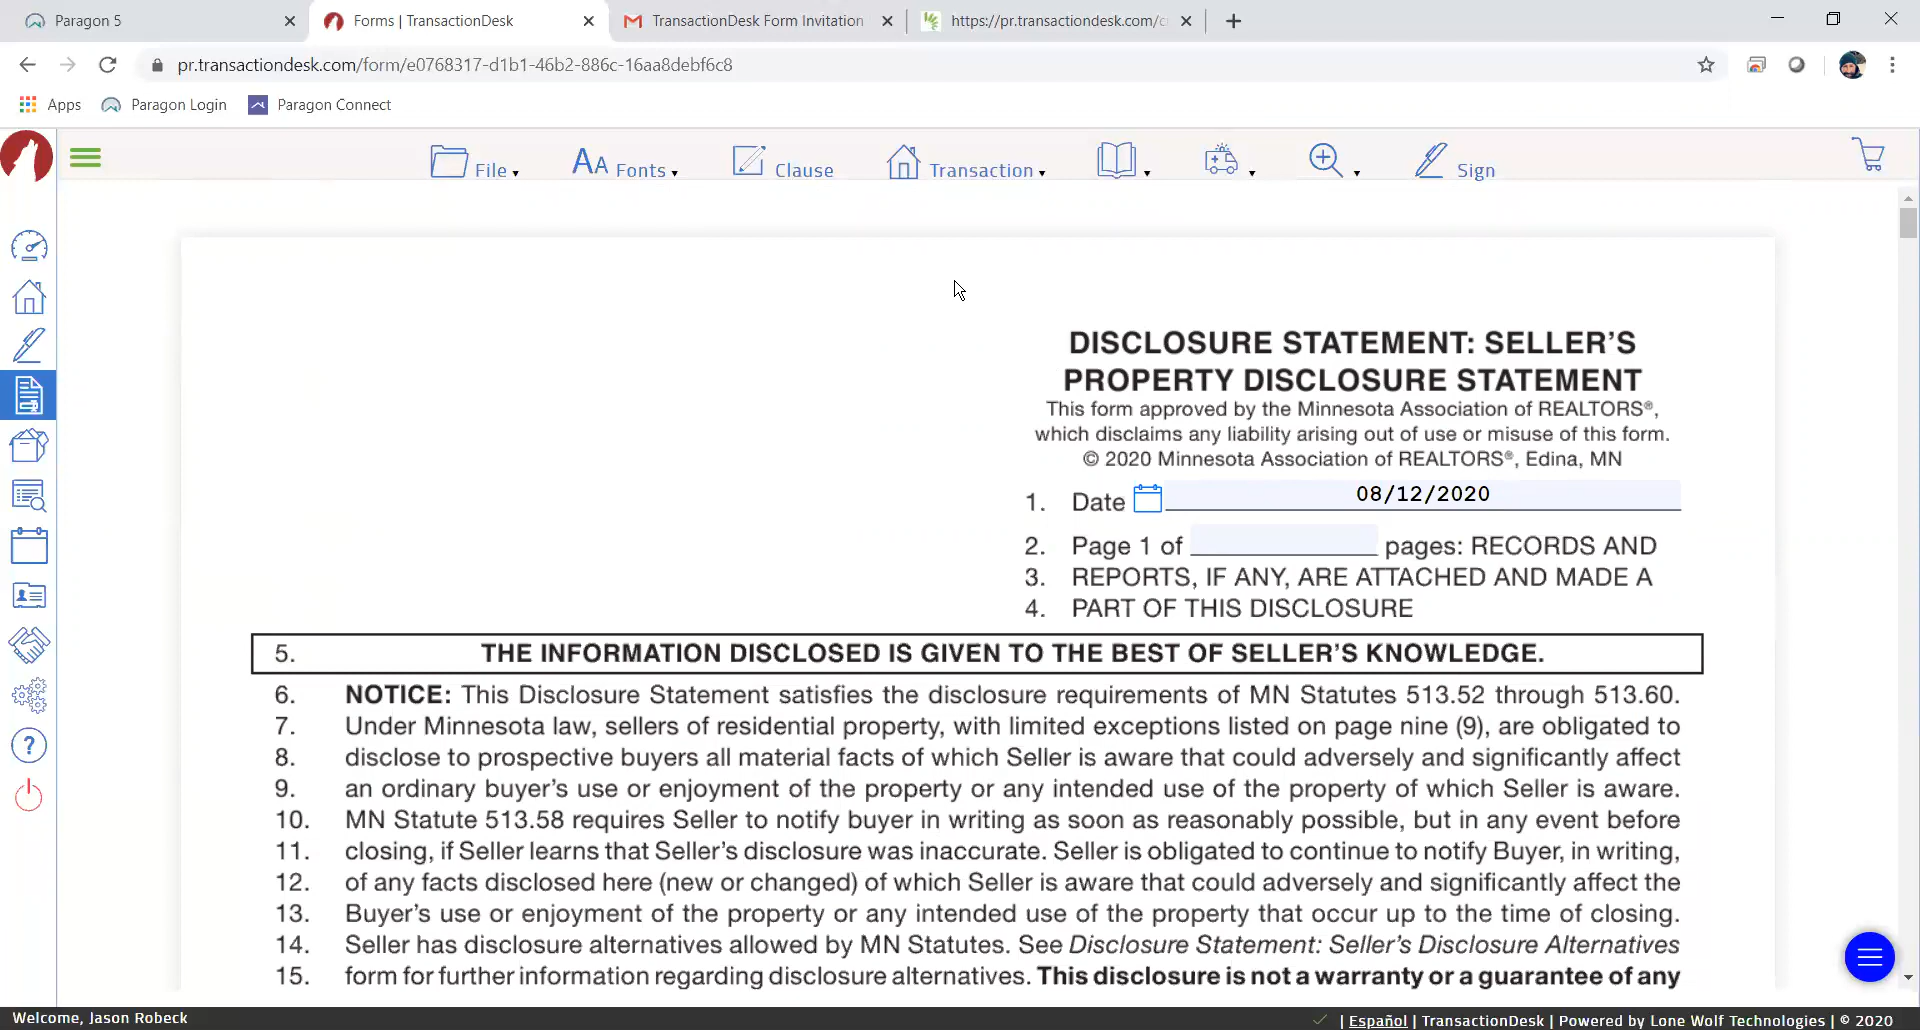 Paragon 5
Forms | TransactionDesk
TransactionDesk Form Invitation
https://pr.transactiondesk.com/c
pr.transactiondesk.com/form/e0768317-d1b1-46b2-886c-16aa8debf6c8
Apps
Paragon Login
Paragon Connect
File
Fonts
Clause
Transaction
Sign
DISCLOSURE STATEMENT: SELLER'S
PROPERTY DISCLOSURE STATEMENT
This form approved by the Minnesota Association of REALTORS®,
which disclaims any liability arising out of use or misuse of this form.
© 2020 Minnesota Association of REALTORS®, Edina, MN
1. Date 08/12/2020
2. Page 1 of pages: RECORDS AND
3. REPORTS, IF ANY, ARE ATTACHED AND MADE A
4. PART OF THIS DISCLOSURE
5. THE INFORMATION DISCLOSED IS GIVEN TO THE BEST OF SELLER'S KNOWLEDGE.
6. NOTICE: This Disclosure Statement satisfies the disclosure requirements of MN Statutes 513.52 through 513.60.
7. Under Minnesota law, sellers of residential property, with limited exceptions listed on page nine (9), are obligated to
8. disclose to prospective buyers all material facts of which Seller is aware that could adversely and significantly affect
9. an ordinary buyer's use or enjoyment of the property or any intended use of the property of which Seller is aware.
10. MN Statute 513.58 requires Seller to notify buyer in writing as soon as reasonably possible, but in any event before
11. closing, if Seller learns that Seller's disclosure was inaccurate. Seller is obligated to continue to notify Buyer, in writing,
12. of any facts disclosed here (new or changed) of which Seller is aware that could adversely and significantly affect the
13. Buyer's use or enjoyment of the property or any intended use of the property that occur up to the time of closing.
14. Seller has disclosure alternatives allowed by MN Statutes. See Disclosure Statement: Seller's Disclosure Alternatives
15. form for further information regarding disclosure alternatives. This disclosure is not a warranty or a guarantee of any
Welcome, Jason Robeck
| Español | TransactionDesk | Powered by Lone Wolf Technologies | © 2020